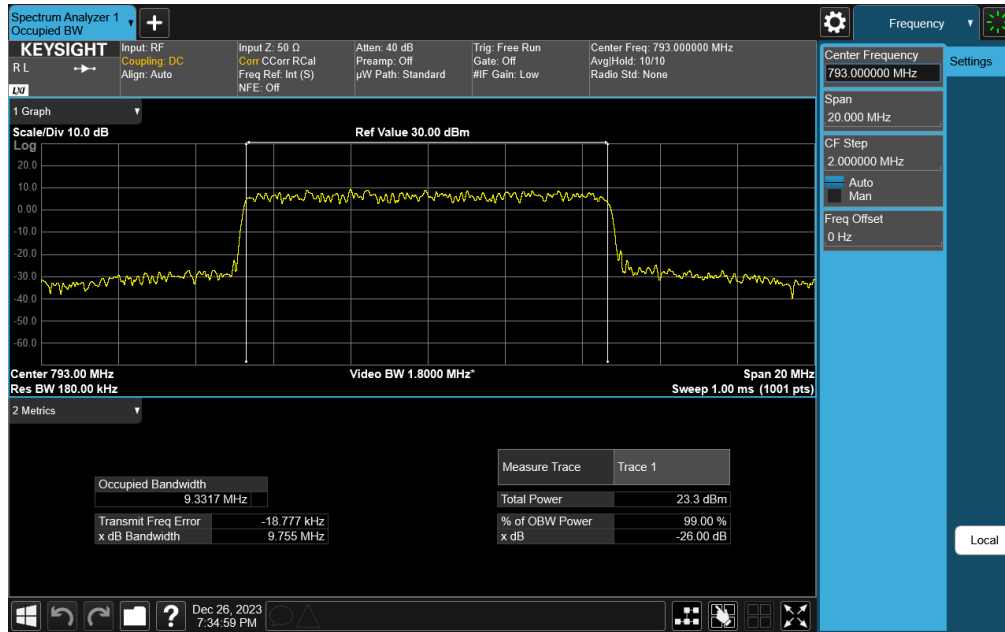 Spectrum Analyzer 1
Occupied BW
Frequency
KEYSIGHT
R L
LXI
Input: RF
Coupling: DC
Align: Auto
Input Z: 50 Ω
Corr CCorr RCal
Freq Ref: Int (S)
NFE: Off
Atten: 40 dB
Preamp: Off
µW Path: Standard
Trig: Free Run
Gate: Off
#IF Gain: Low
Center Freq: 793.000000 MHz
Avg|Hold: 10/10
Radio Std: None
Center Frequency
793.000000 MHz
Settings
Span
20.000 MHz
CF Step
2.000000 MHz
Auto
Man
Freq Offset
0 Hz
Local
1 Graph
Scale/Div 10.0 dB
Ref Value 30.00 dBm
Log
20.0
10.0
0.00
-10.0
-20.0
-30.0
-40.0
-50.0
-60.0
Center 793.00 MHz
Video BW 1.8000 MHz*
Span 20 MHz
Res BW 180.00 kHz
Sweep 1.00 ms (1001 pts)
2 Metrics
Measure Trace Trace 1
Occupied Bandwidth
9.3317 MHz
Total Power 23.3 dBm
Transmit Freq Error -18.777 kHz
% of OBW Power 99.00 %
x dB Bandwidth 9.755 MHz
x dB -26.00 dB
?
Dec 26, 2023
7:34:59 PM